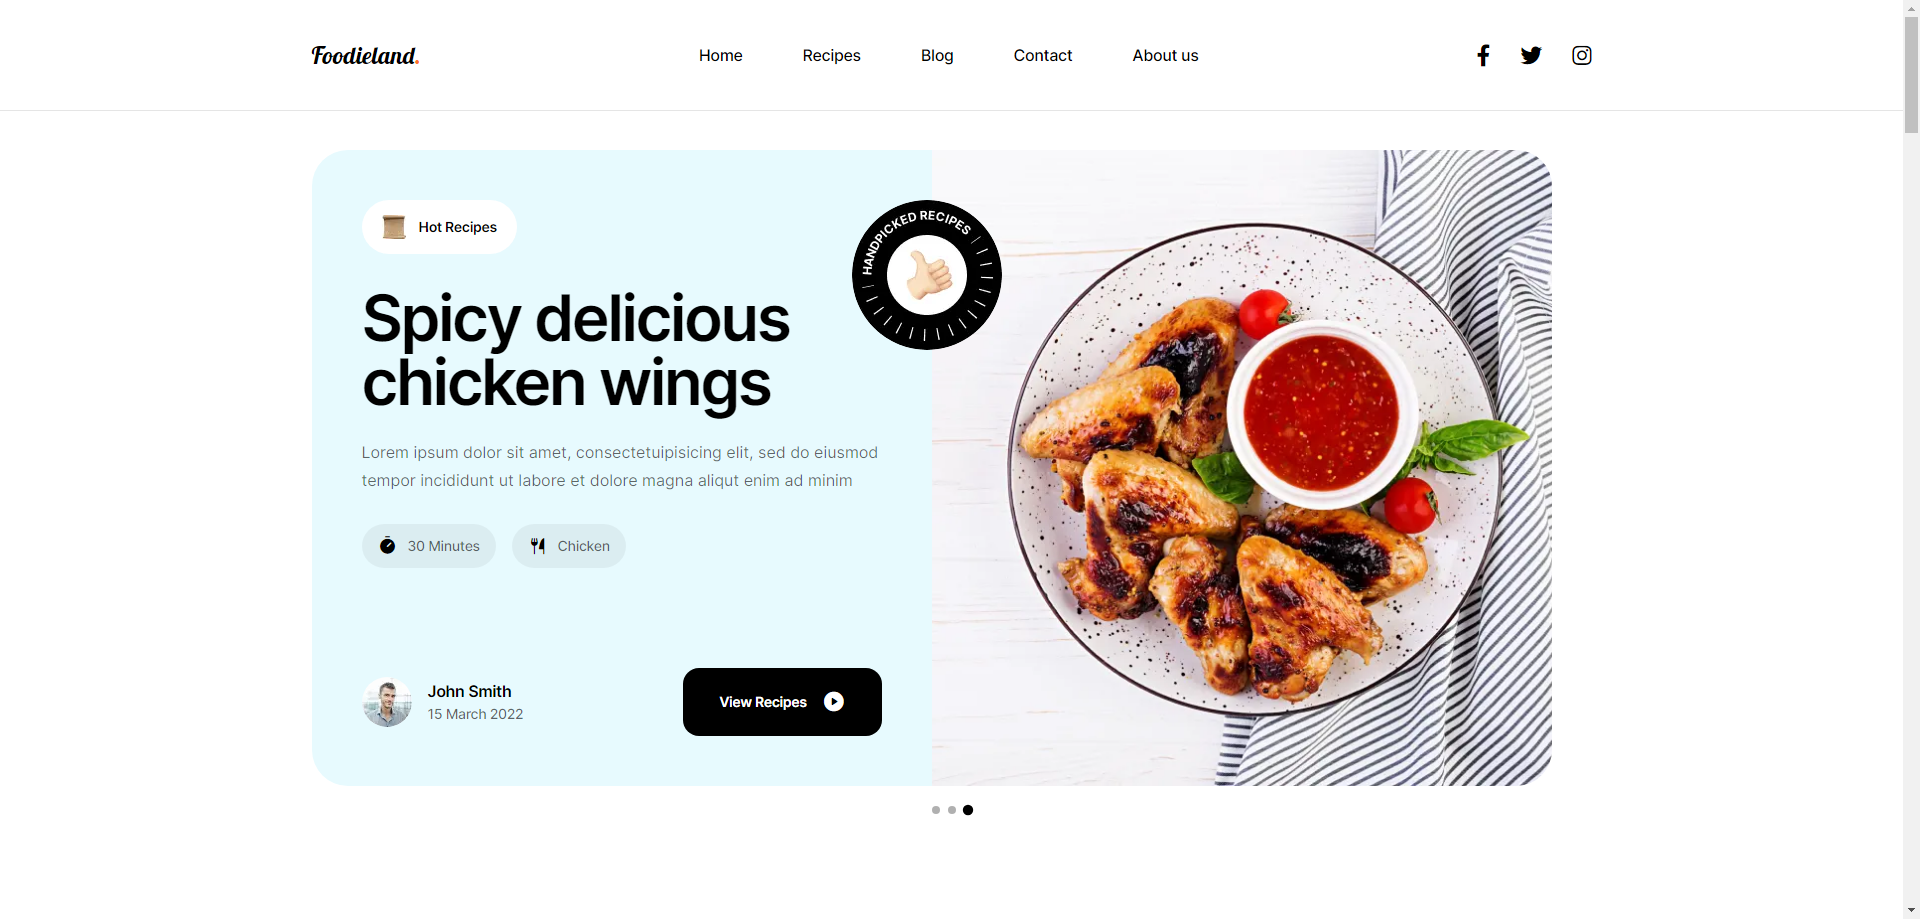 Foodieland.
Home
Recipes
Blog
Contact
About us
Hot Recipes
HANDPICKED RECIPES
Spicy delicious
chicken wings
Lorem ipsum dolor sit amet, consectetuipisicing elit, sed do eiusmod
tempor incididunt ut labore et dolore magna aliqut enim ad minim
30 Minutes
Chicken
John Smith
15 March 2022
View Recipes